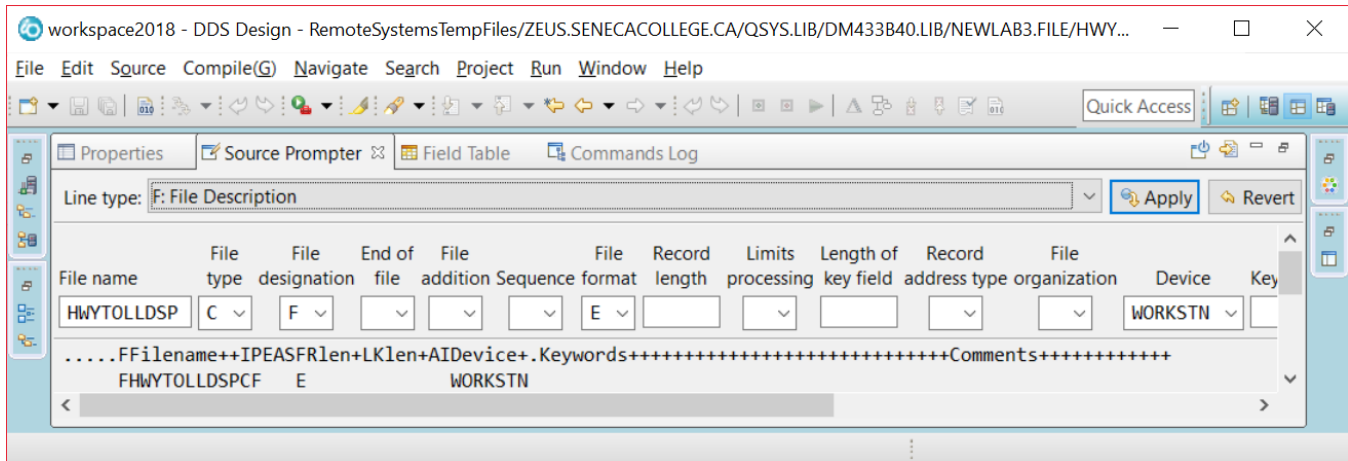 workspace2018 - DDS Design - RemoteSystemsTempFiles/ZEUS.SENECACOLLEGE.CA/QSYS.LIB/DM433B40.LIB/NEWLAB3.FILE/HWY...
File Edit Source Compile(G) Navigate Search Project Run Window Help
Quick Access
Properties Source Prompter Field Table Commands Log
Line type: F: File Description Apply Revert
File File End of File File Record Limits Length of Record File
File name type designation file addition Sequence format length processing key field address type organization Device Key
HWYTOLLDSP C F E WORKSTN
.....FFilename++IPEASFRlen+LKlen+AIDevice+.Keywords+++++++++++++++++++++++++++++Comments++++++++++++
FHWYTOLLDSPCF E WORKSTN